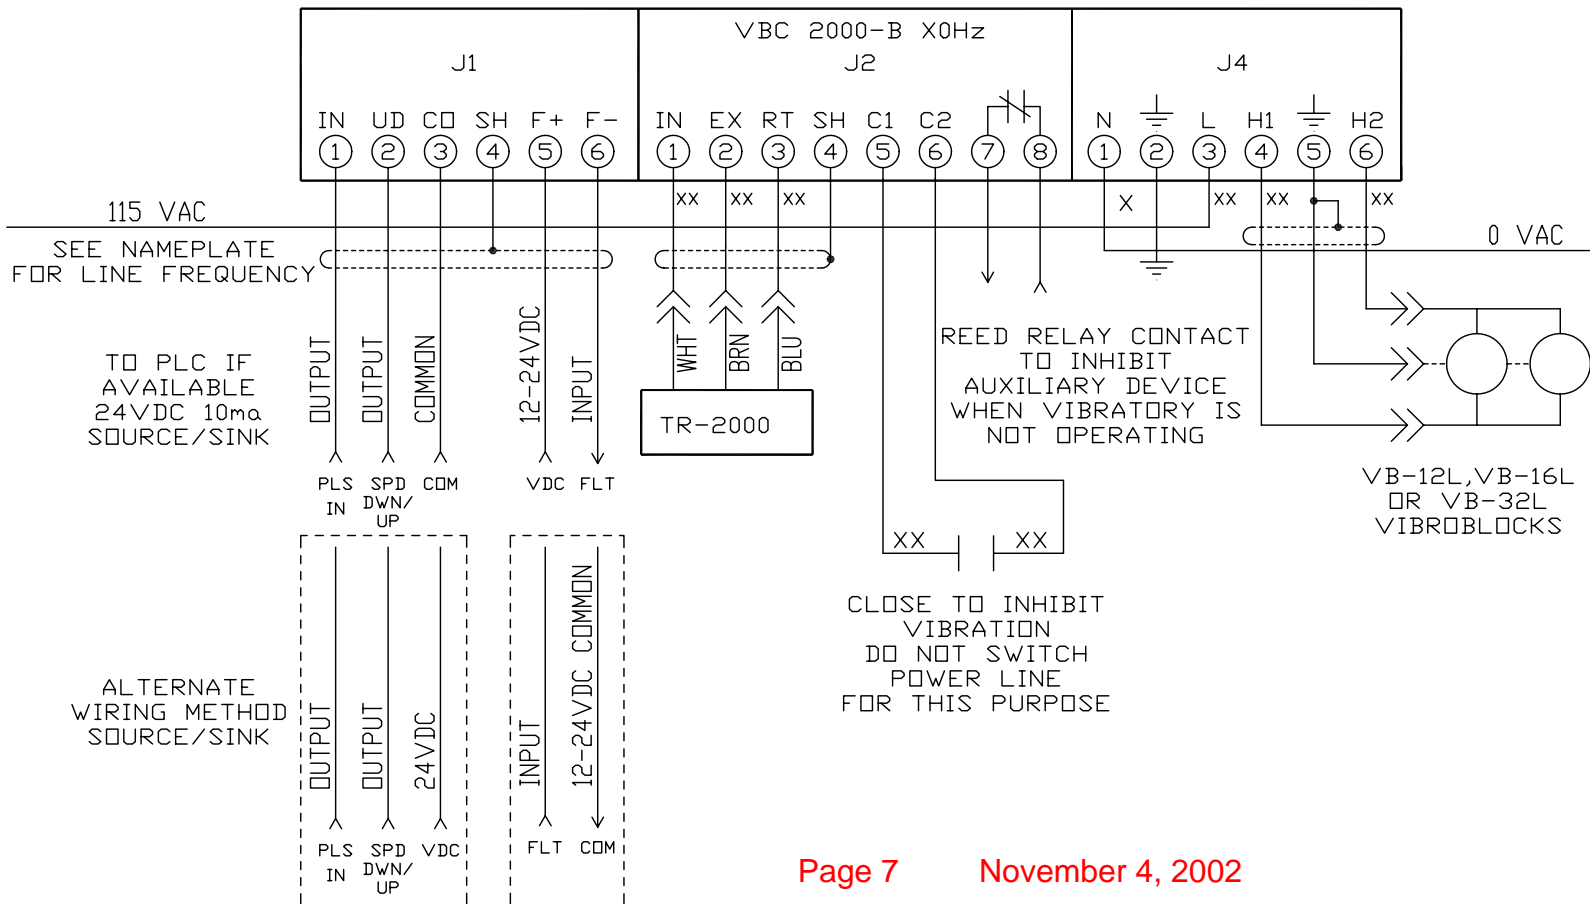 VBC 2000-B X0Hz
J1 J2 J4
IN UD CO SH F+ F- IN EX RT SH C1 C2 N L H1 H2
1 2 3 4 5 6 1 2 3 4 5 6 7 8 1 2 3 4 5 6
XX XX XX X XX XX XX
115 VAC
0 VAC
SEE NAMEPLATE
FOR LINE FREQUENCY
TO PLC IF
AVAILABLE
24VDC 10ma
SOURCE/SINK
OUTPUT
OUTPUT
COMMON
12-24VDC
INPUT
PLS
IN
SPD
DWN/
UP
COM
VDC
FLT
WHT
BRN
BLU
TR-2000
REED RELAY CONTACT
TO INHIBIT
AUXILIARY DEVICE
WHEN VIBRATORY IS
NOT OPERATING
VB-12L,VB-16L
OR VB-32L
VIBROBLOCKS
XX XX
CLOSE TO INHIBIT
VIBRATION
DO NOT SWITCH
POWER LINE
FOR THIS PURPOSE
ALTERNATE
WIRING METHOD
SOURCE/SINK
OUTPUT
OUTPUT
24VDC
INPUT
12-24VDC COMMON
PLS
IN
SPD
DWN/
UP
VDC
FLT
COM
Page 7 November 4, 2002